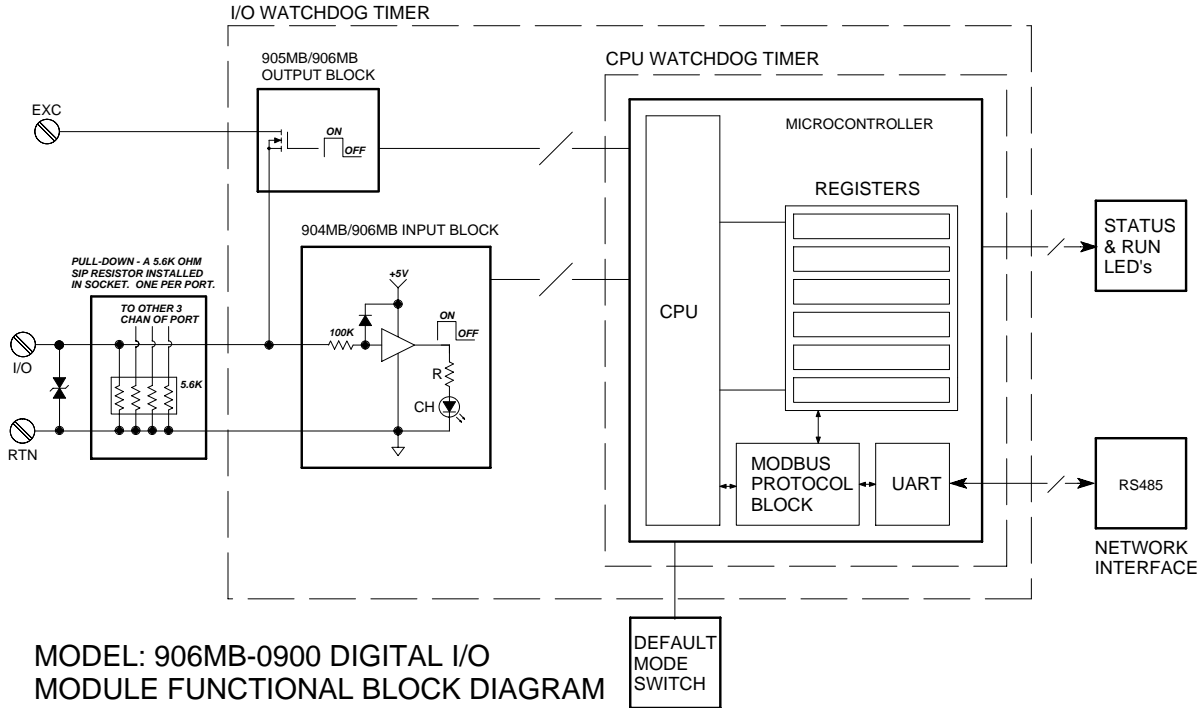 I/O WATCHDOG TIMER
905MB/906MB
OUTPUT BLOCK
CPU WATCHDOG TIMER
EXC
ON
OFF
MICROCONTROLLER
REGISTERS
904MB/906MB INPUT BLOCK
STATUS
& RUN
LED's
PULL-DOWN - A 5.6K OHM
SIP RESISTOR INSTALLED
IN SOCKET. ONE PER PORT.
TO OTHER 3
CHAN OF PORT
+5V
ON
OFF
100K
CPU
I/O
5.6K
R
CH
RTN
MODBUS
PROTOCOL
BLOCK
UART
RS485
NETWORK
INTERFACE
DEFAULT
MODE
SWITCH
MODEL: 906MB-0900 DIGITAL I/O
MODULE FUNCTIONAL BLOCK DIAGRAM